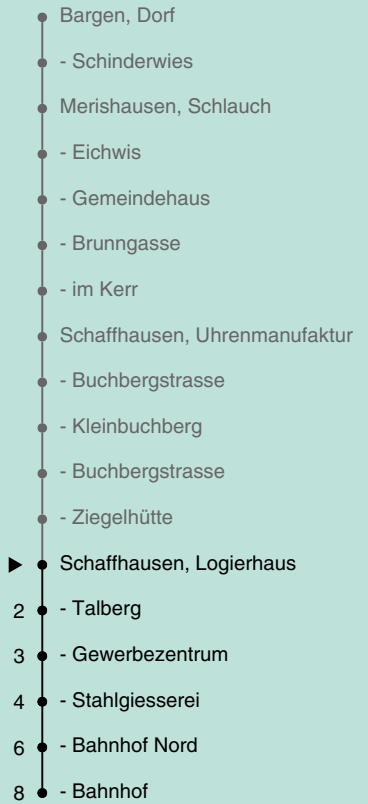 Bargen, Dorf
- Schinderwies
Merishausen, Schlauch
- Eichwis
- Gemeindehaus
- Brunngasse
- im Kerr
Schaffhausen, Uhrenmanufaktur
- Buchbergstrasse
- Kleinbuchberg
- Buchbergstrasse
- Ziegelhütte
Schaffhausen, Logierhaus
2 - Talberg
3 - Gewerbezentrum
4 - Stahlgiesserei
6 - Bahnhof Nord
8 - Bahnhof